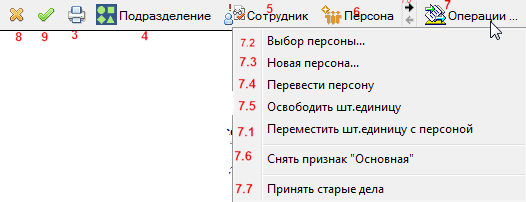 8 9 3 4 5 6 7
Подразделение Сотрудник Персона Операции ...
7.2 Выбор персоны...
7.3 Новая персона...
7.4 Перевести персону
7.5 Освободить шт.единицу
7.1 Переместить шт.единицу с персоной
7.6 Снять признак "Основная"
7.7 Принять старые дела